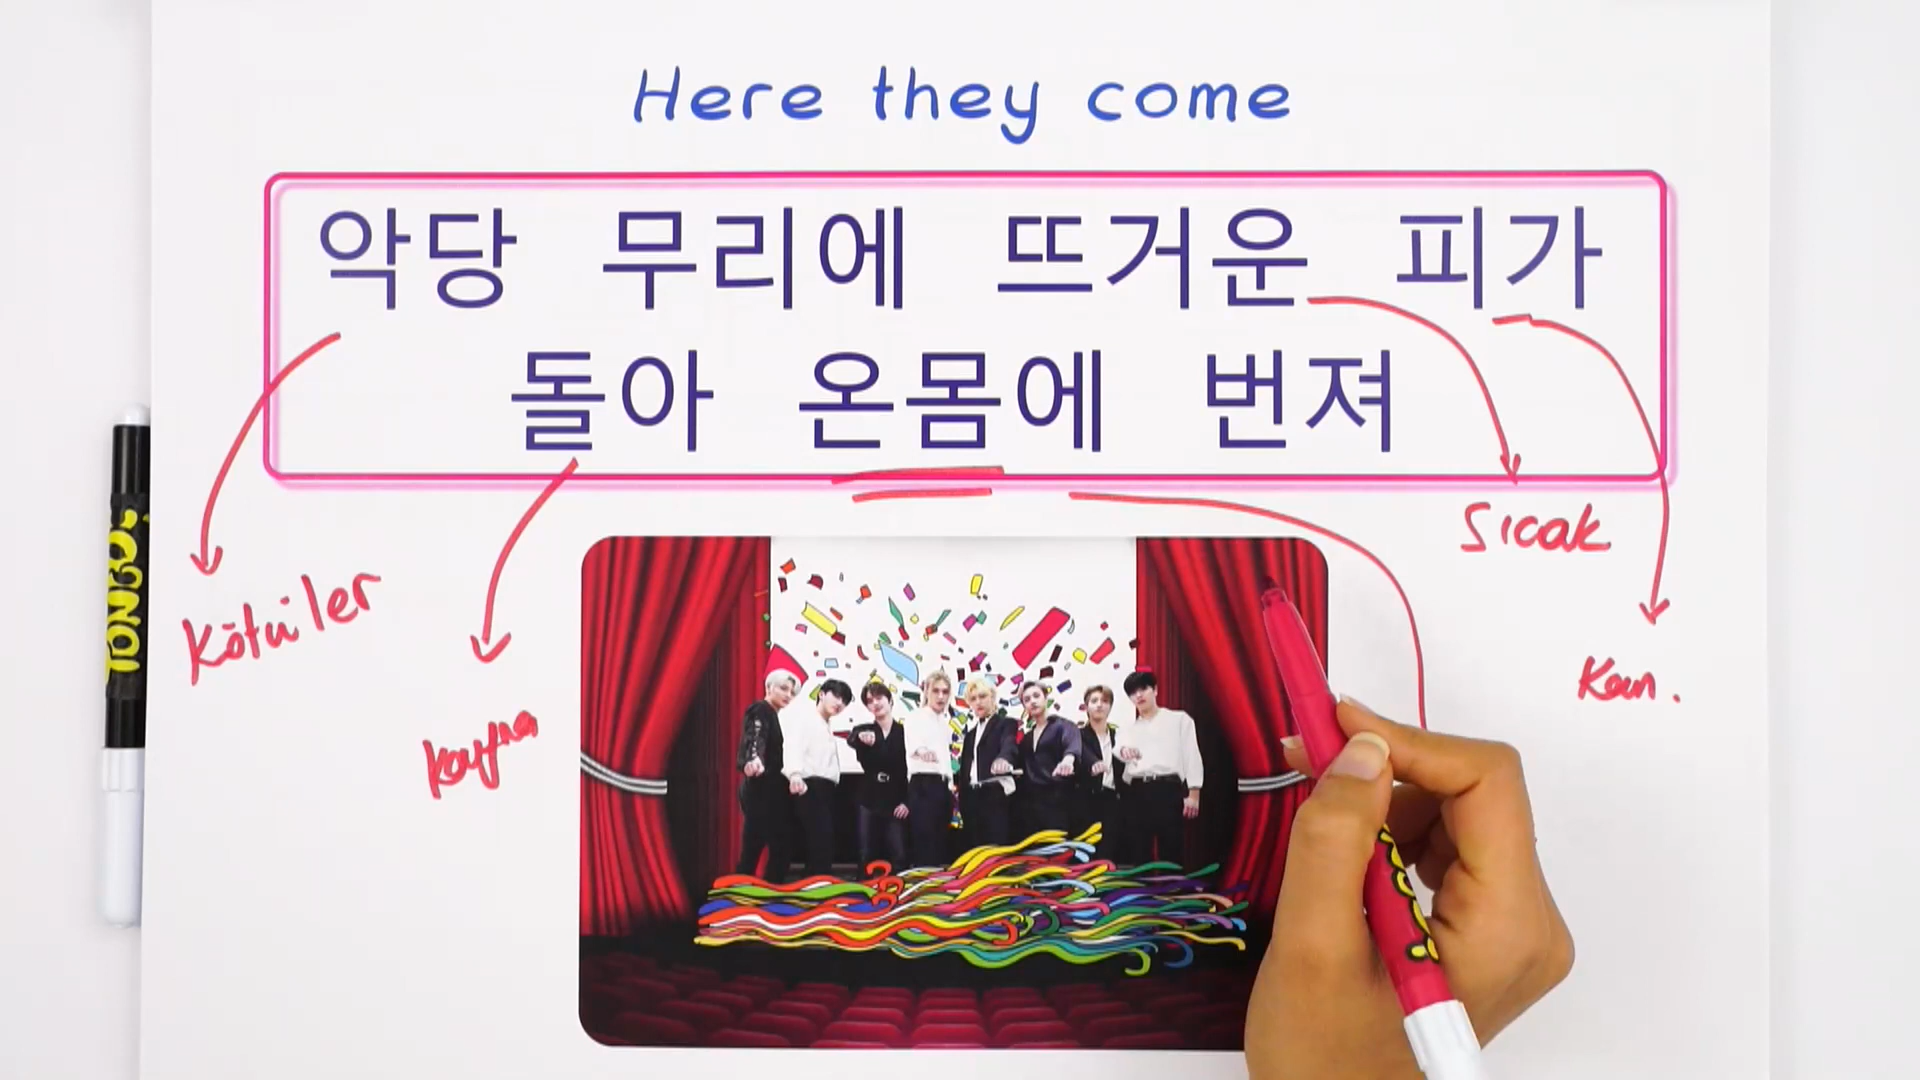 Here they come
악당 무리에 뜨거운 피가
돌아 온몸에 번져
Sıcak
Kötüler
Kan.
TONBO